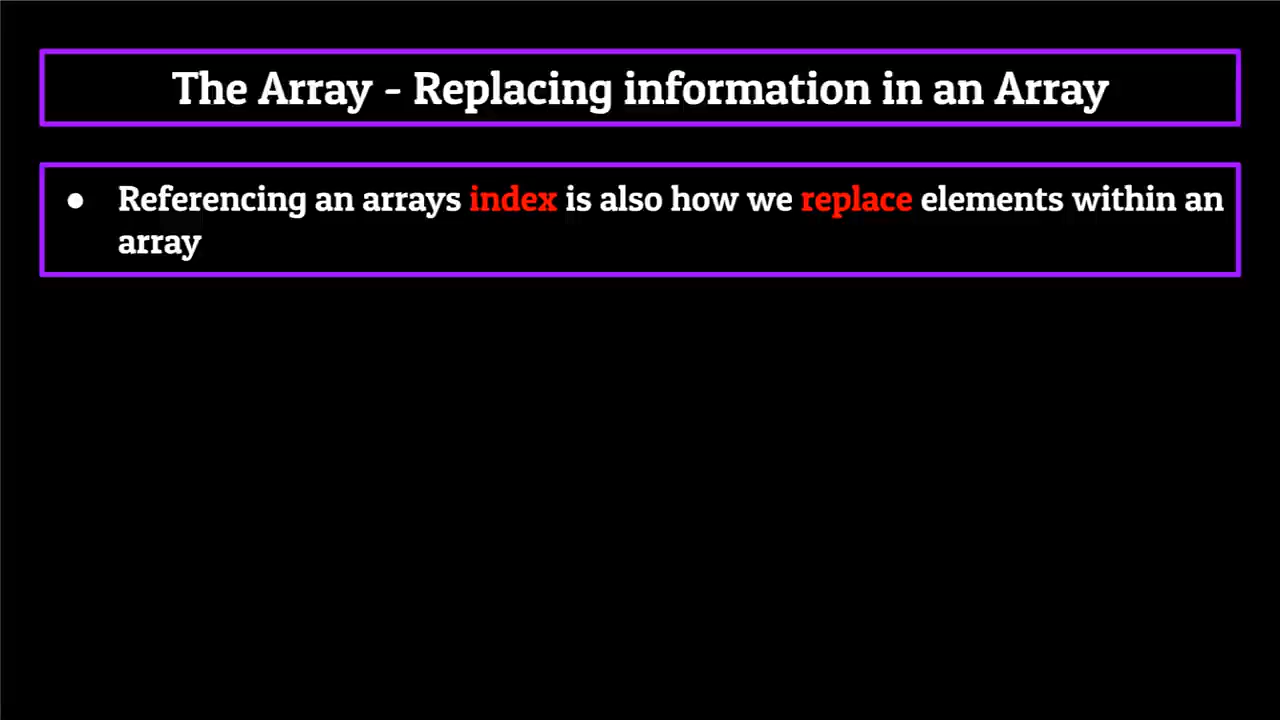 The Array - Replacing information in an Array
● Referencing an arrays index is also how we replace elements within an
array